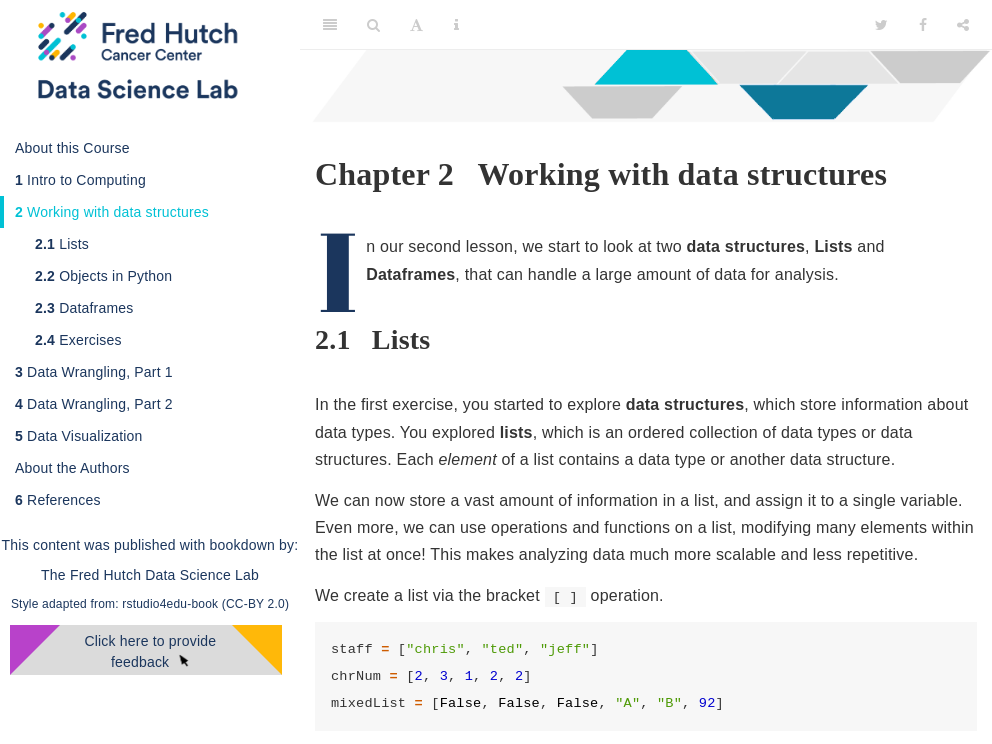 Fred Hutch
Cancer Center
Data Science Lab
About this Course
1 Intro to Computing
2 Working with data structures
2.1 Lists
2.2 Objects in Python
2.3 Dataframes
2.4 Exercises
3 Data Wrangling, Part 1
4 Data Wrangling, Part 2
5 Data Visualization
About the Authors
6 References
This content was published with bookdown by:
The Fred Hutch Data Science Lab
Style adapted from: rstudio4edu-book (CC-BY 2.0)
Click here to provide
feedback
Chapter 2 Working with data structures
In our second lesson, we start to look at two data structures, Lists and
Dataframes, that can handle a large amount of data for analysis.
2.1 Lists
In the first exercise, you started to explore data structures, which store information about
data types. You explored lists, which is an ordered collection of data types or data
structures. Each element of a list contains a data type or another data structure.
We can now store a vast amount of information in a list, and assign it to a single variable.
Even more, we can use operations and functions on a list, modifying many elements within
the list at once! This makes analyzing data much more scalable and less repetitive.
We create a list via the bracket [ ] operation.
staff = ["chris", "ted", "jeff"]
chrNum = [2, 3, 1, 2, 2]
mixedList = [False, False, False, "A", "B", 92]